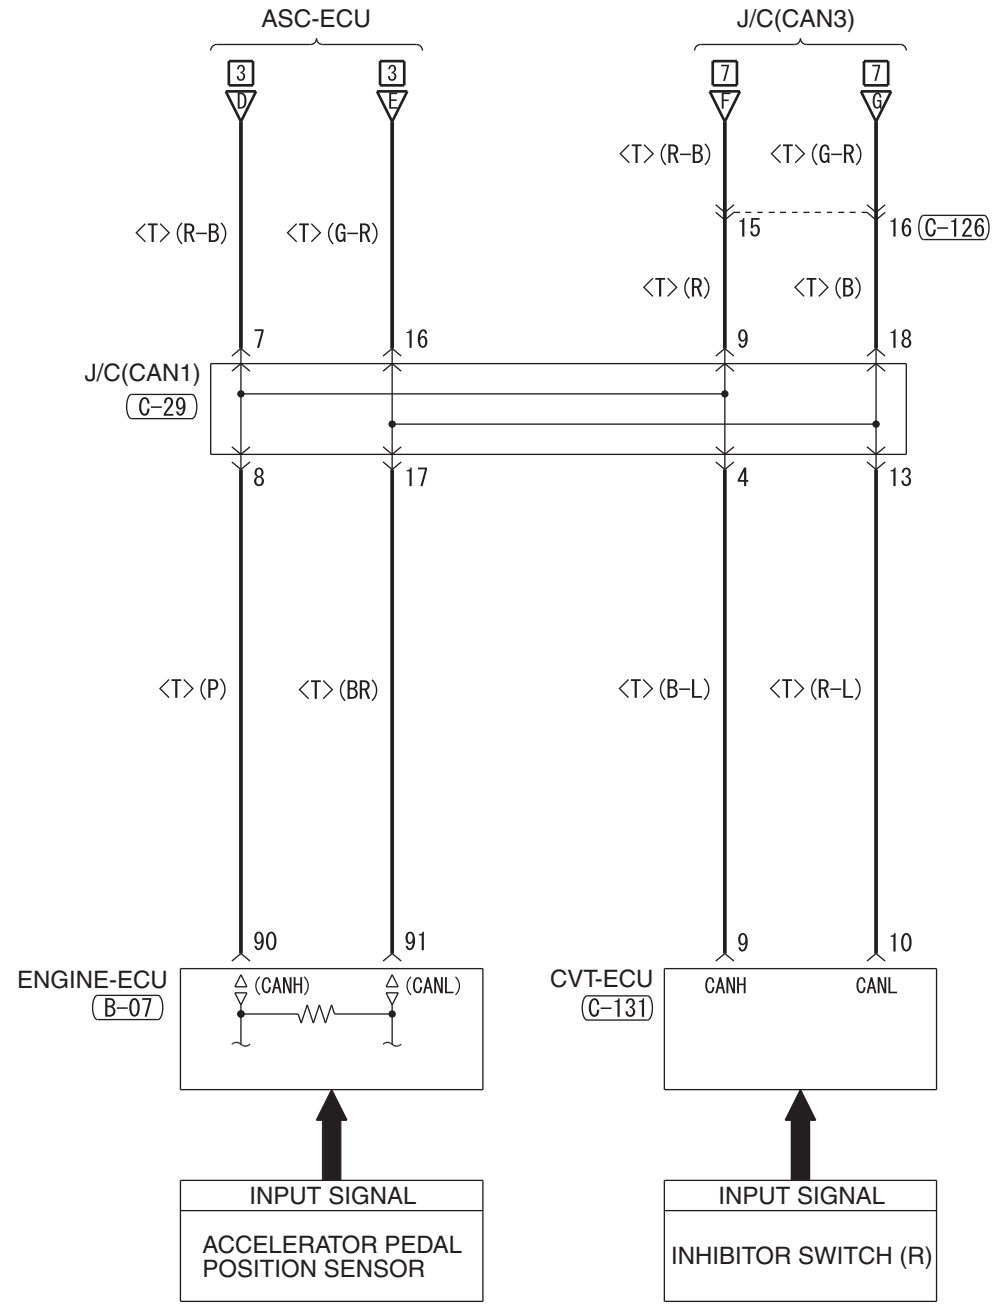 ASC-ECU
J/C(CAN3)
3 3 7 7
D E F G
<T>(R-B) <T>(G-R)
<T>(R-B) <T>(G-R)
15 16 C-126
<T>(R) <T>(B)
7 16 9 18
J/C(CAN1)
C-29
8 17 4 13
<T>(P) <T>(BR) <T>(B-L) <T>(R-L)
90 91 9 10
ENGINE-ECU
B-07
(CANH) (CANL)
CVT-ECU
C-131
CANH CANL
INPUT SIGNAL
ACCELERATOR PEDAL
POSITION SENSOR
INPUT SIGNAL
INHIBITOR SWITCH (R)